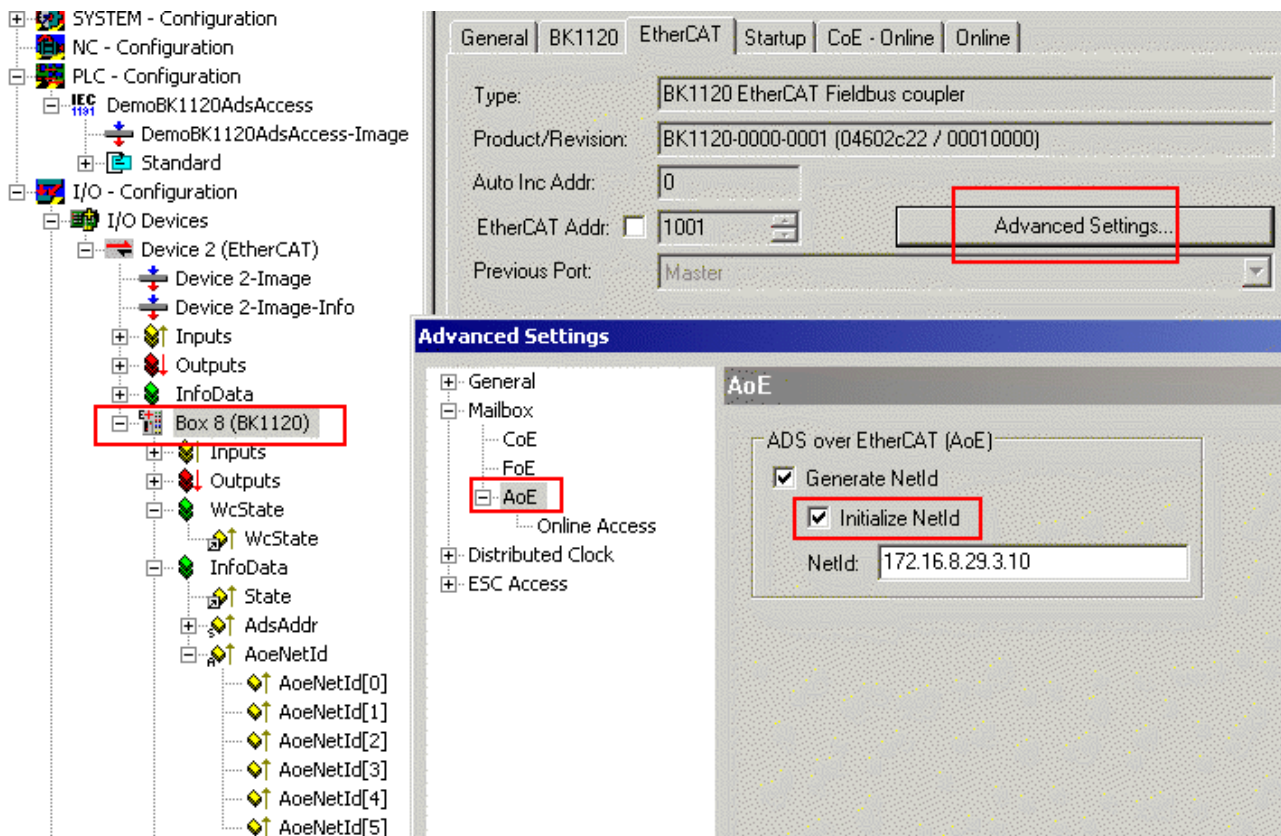 SYSTEM - Configuration
NC - Configuration
PLC - Configuration
IEC
1131
DemoBK1120AdsAccess
DemoBK1120AdsAccess-Image
Standard
I/O - Configuration
I/O Devices
Device 2 (EtherCAT)
Device 2-Image
Device 2-Image-Info
Inputs
Outputs
InfoData
Box 8 (BK1120)
Inputs
Outputs
WcState
WcState
InfoData
State
AdsAddr
AoeNetId
AoeNetId[0]
AoeNetId[1]
AoeNetId[2]
AoeNetId[3]
AoeNetId[4]
AoeNetId[5]
General BK1120 EtherCAT Startup CoE - Online Online
Type: BK1120 EtherCAT Fieldbus coupler
Product/Revision: BK1120-0000-0001 (04602c22 / 00010000)
Auto Inc Addr: 0
EtherCAT Addr: 1001 Advanced Settings...
Previous Port: Master
Advanced Settings
General
Mailbox
CoE
FoE
AoE
Online Access
Distributed Clock
ESC Access
AoE
ADS over EtherCAT (AoE)
Generate NetId
Initialize NetId
NetId: 172.16.8.29.3.10